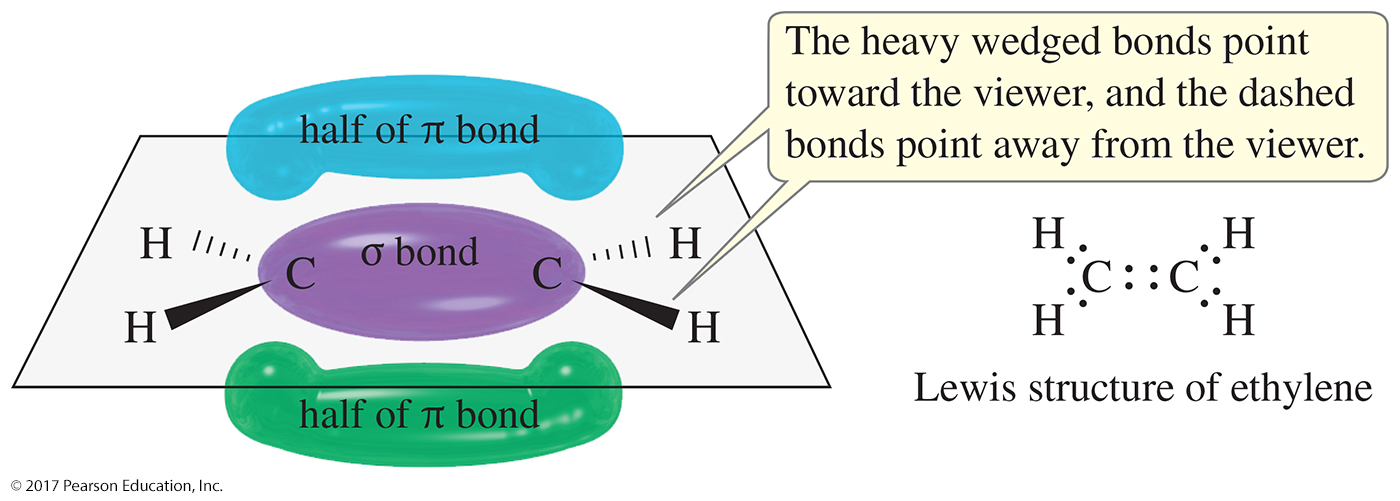 The heavy wedged bonds point
toward the viewer, and the dashed
bonds point away from the viewer.
half of π bond
H
σ bond
C
C
H
H
H
half of π bond
H
H
C :: C
H
H
Lewis structure of ethylene
© 2017 Pearson Education, Inc.